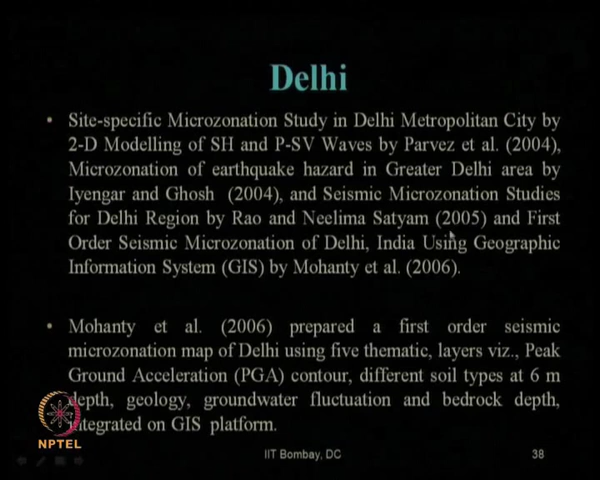 Delhi
• Site-specific Microzonation Study in Delhi Metropolitan City by
2-D Modelling of SH and P-SV Waves by Parvez et al. (2004),
Microzonation of earthquake hazard in Greater Delhi area by
Iyengar and Ghosh (2004), and Seismic Microzonation Studies
for Delhi Region by Rao and Neelima Satyam (2005) and First
Order Seismic Microzonation of Delhi, India Using Geographic
Information System (GIS) by Mohanty et al. (2006).
• Mohanty et al. (2006) prepared a first order seismic
microzonation map of Delhi using five thematic, layers viz., Peak
Ground Acceleration (PGA) contour, different soil types at 6 m
depth, geology, groundwater fluctuation and bedrock depth,
integrated on GIS platform.
NPTEL
IIT Bombay, DC
38